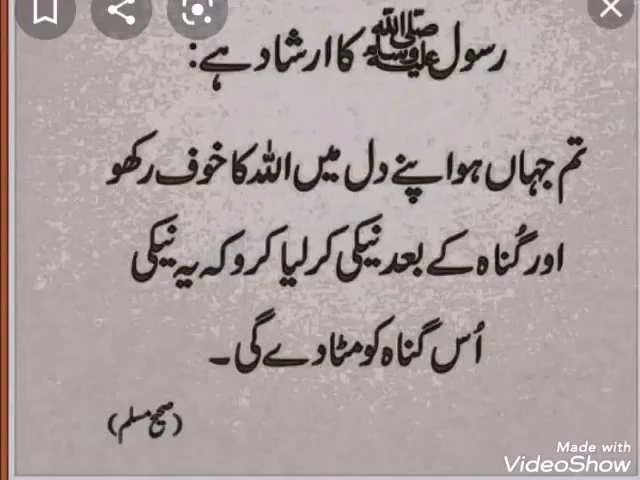 رسول ﷺ کا ارشاد ہے:
تم جہاں ہو اپنے دل میں اللہ کا خوف رکھو
اور گُناہ کے بعد نیکی کر لیا کرو کہ یہ نیکی
اُس گناہ کو مٹا دے گی۔
(صحیح مسلم)
Made with
VideoShow